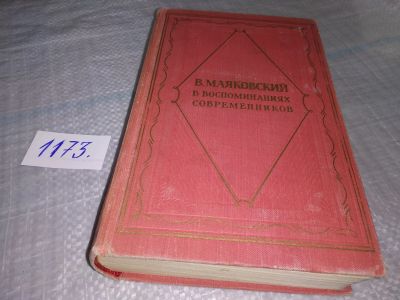 В. МАЯКОВСКИЙ
В ВОСПОМИНАНИЯХ
СОВРЕМЕННИКОВ
1173.